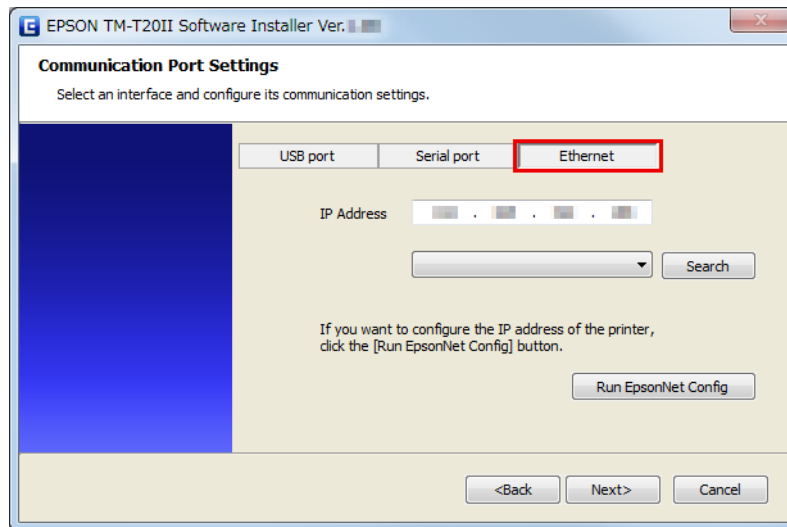 EPSON TM-T20II Software Installer Ver.
Communication Port Settings
Select an interface and configure its communication settings.
USB port
Serial port
Ethernet
IP Address
. . .
Search
If you want to configure the IP address of the printer,
click the [Run EpsonNet Config] button.
Run EpsonNet Config
<Back
Next>
Cancel